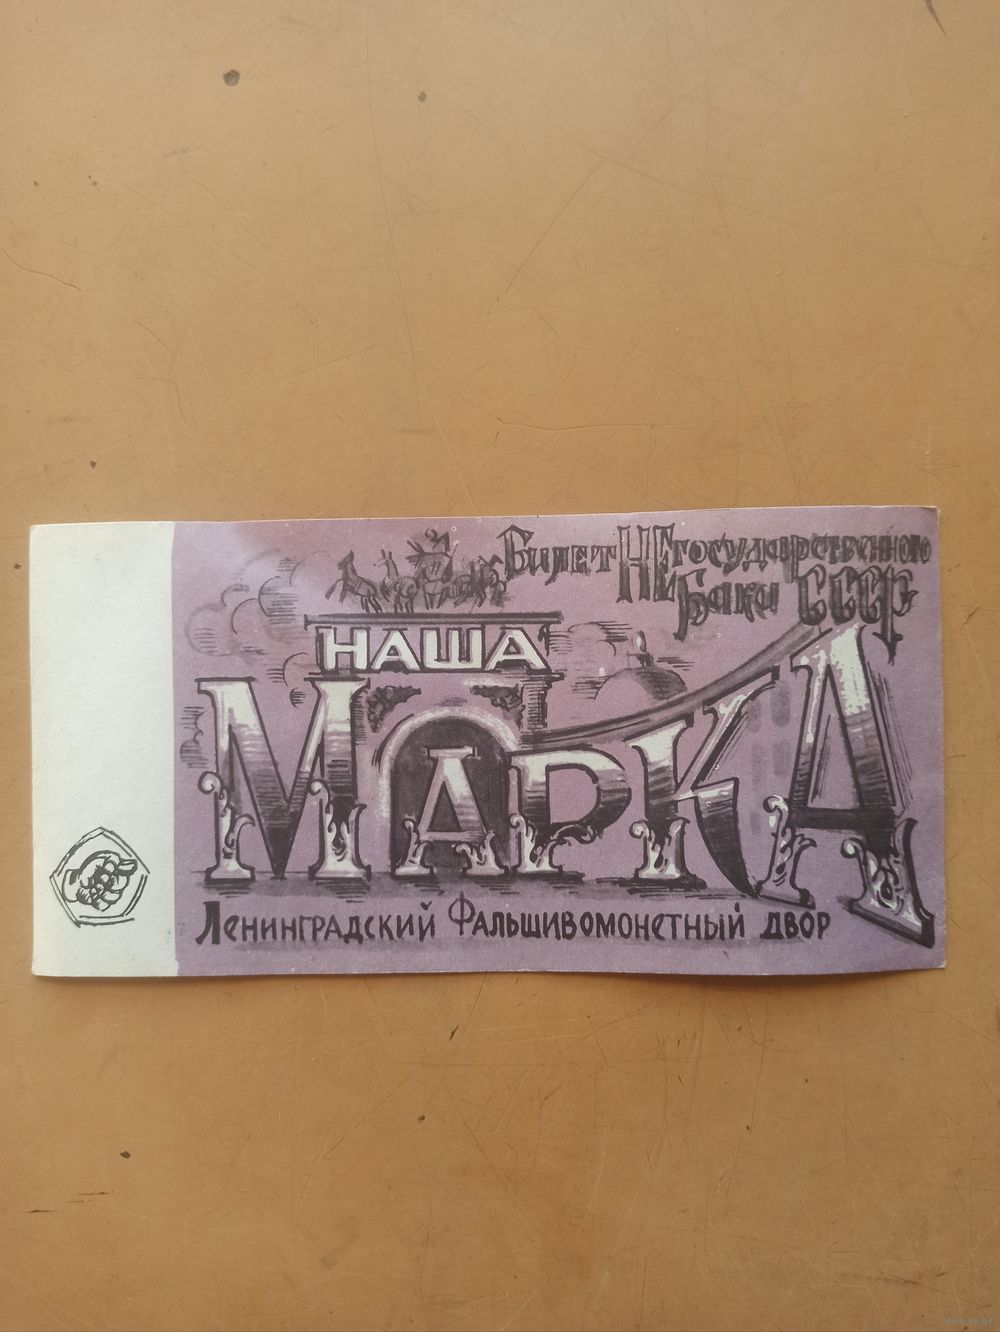 Билет НЕгосударственного
Банка СССР
НАША
МАРКА
Ленинградский Фальшивомонетный двор